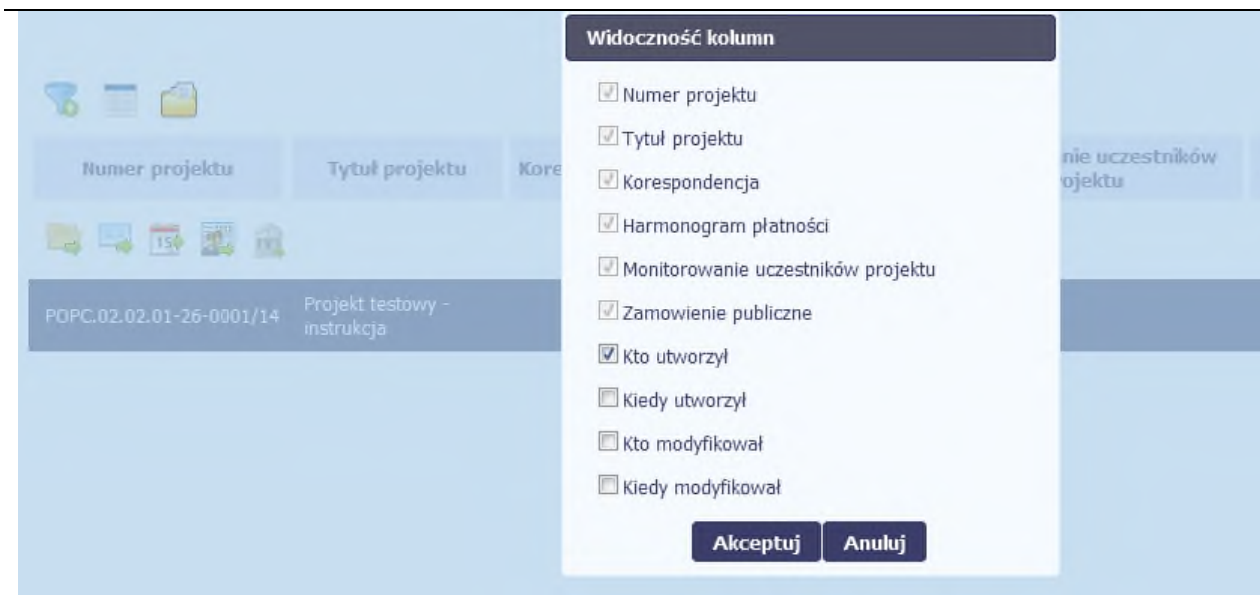 Widoczność kolumn
Numer projektu
Tytuł projektu
Korespondencja
Harmonogram płatności
Monitorowanie uczestników projektu
Zamowienie publiczne
Kto utworzył
Kiedy utworzył
Kto modyfikował
Kiedy modyfikował
Akceptuj Anuluj
Numer projektu Tytuł projektu Kore nie uczestników
ojektu
15
POPC.02.02.01-26-0001/14 Projekt testowy -
instrukcja